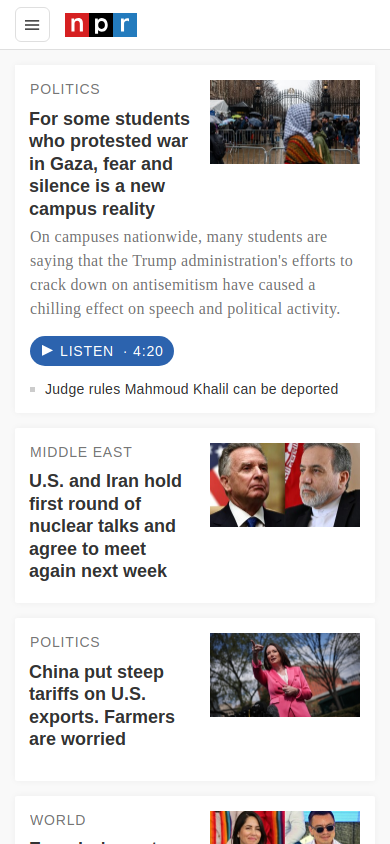 npr
POLITICS
For some students
who protested war
in Gaza, fear and
silence is a new
campus reality
On campuses nationwide, many students are
saying that the Trump administration's efforts to
crack down on antisemitism have caused a
chilling effect on speech and political activity.
LISTEN · 4:20
Judge rules Mahmoud Khalil can be deported
MIDDLE EAST
U.S. and Iran hold
first round of
nuclear talks and
agree to meet
again next week
POLITICS
China put steep
tariffs on U.S.
exports. Farmers
are worried
WORLD